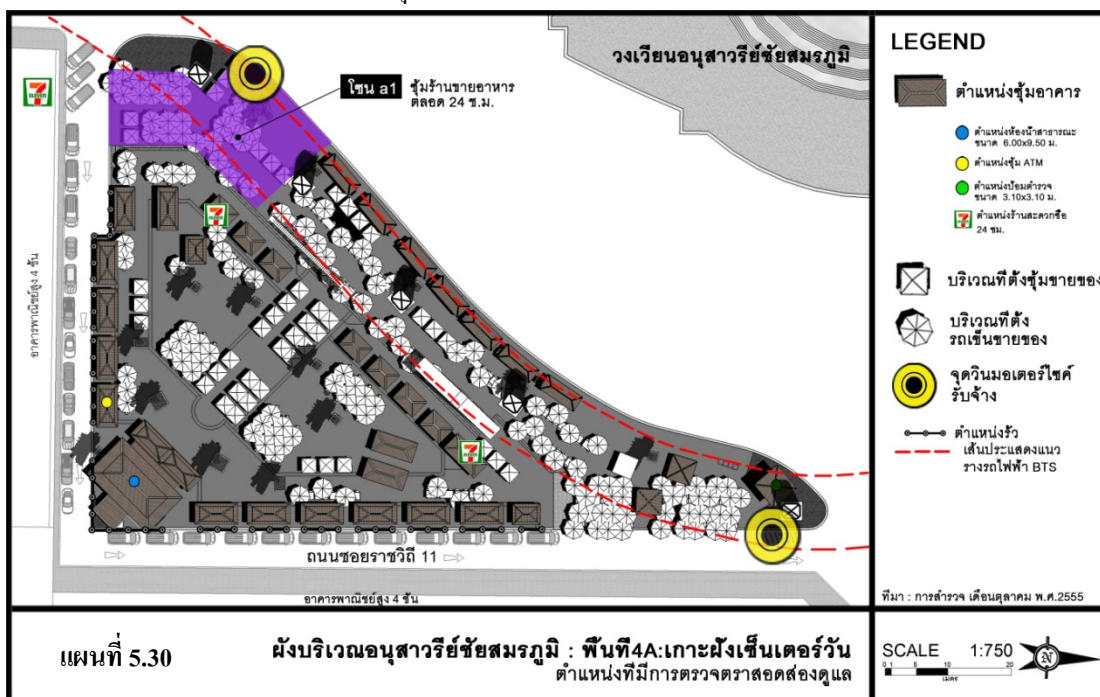 วงเวียนอนุสาวรีย์ชัยสมรภูมิ
โซน a1
ซุ้มร้านขายอาหาร
ตลอด 24 ช.ม.
7
ELEVEN
7
ELEVEN
7
ELEVEN
อาคารพาณิชย์สูง 4 ชั้น
ถนนซอยราชวิถี 11
อาคารพาณิชย์สูง 4 ชั้น
LEGEND
ตำแหน่งซุ้มอาคาร
ตำแหน่งห้องน้ำสาธารณะ
ขนาด 6.00x9.50 ม.
ตำแหน่งซุ้ม ATM
ตำแหน่งป้อมตำรวจ
ขนาด 3.10x3.10 ม.
7
ELEVEN
ตำแหน่งร้านสะดวกซื้อ
24 ชม.
บริเวณที่ตั้งซุ้มขายของ
บริเวณที่ตั้ง
รถเข็นขายของ
จุดวินมอเตอร์ไซค์
รับจ้าง
ตำแหน่งรั้ว
เส้นประแสดงแนว
รางรถไฟฟ้า BTS
ที่มา : การสำรวจ เดือนตุลาคม พ.ศ.2555
แผนที่ 5.30
ผังบริเวณอนุสาวรีย์ชัยสมรภูมิ : พื้นที่4A:เกาะฝั่งเซ็นเตอร์วัน
ตำแหน่งที่มีการตรวจตราสอดส่องดูแล
SCALE 1:750
0 1 5 10 20
เมตร
N